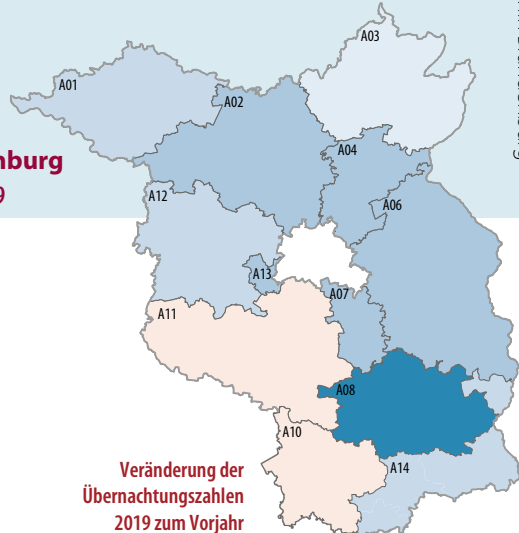 A03
A01
A02
nburg
A04
9
A12
A06
A13
A07
A11
A08
A10
Veränderung der
A14
Übernachtungszahlen
2019 zum Vorjahr